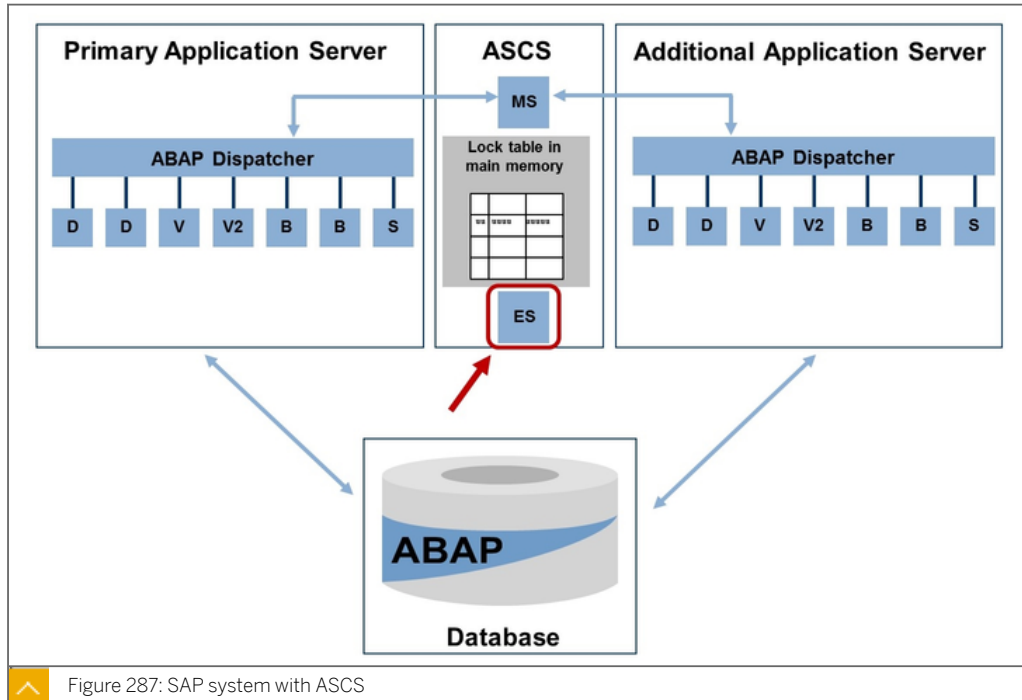 Primary Application Server
ASCS
Additional Application Server
MS
ABAP Dispatcher
Lock table in
main memory
ABAP Dispatcher
D D V V2 B B S
D D V V2 B B S
ES
ABAP
Database
Figure 287: SAP system with ASCS